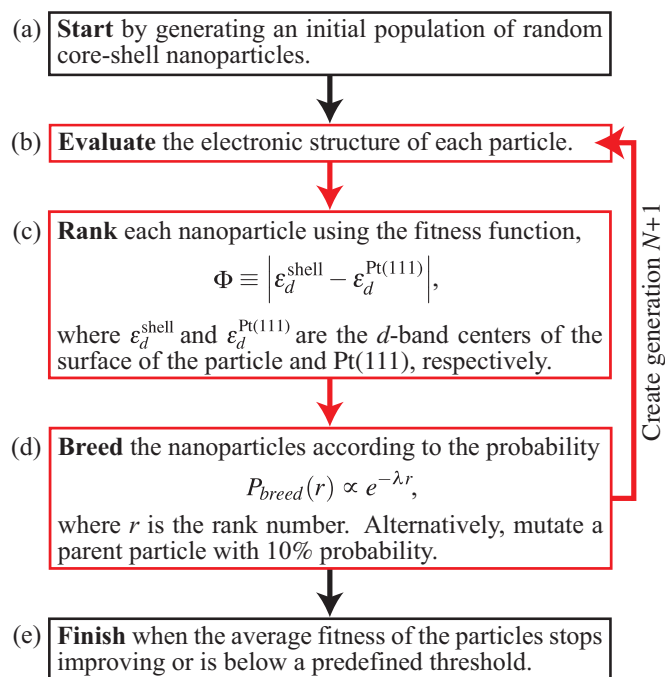 (a) Start by generating an initial population of random
core-shell nanoparticles.
(b) Evaluate the electronic structure of each particle.
(c) Rank each nanoparticle using the fitness function,
Φ ≡ |ε_d^shell − ε_d^Pt(111)|,
where ε_d^shell and ε_d^Pt(111) are the d-band centers of the
surface of the particle and Pt(111), respectively.
(d) Breed the nanoparticles according to the probability
P_breed(r) ∝ e^−λr,
where r is the rank number. Alternatively, mutate a
parent particle with 10% probability.
(e) Finish when the average fitness of the particles stops
improving or is below a predefined threshold.
Create generation N+1